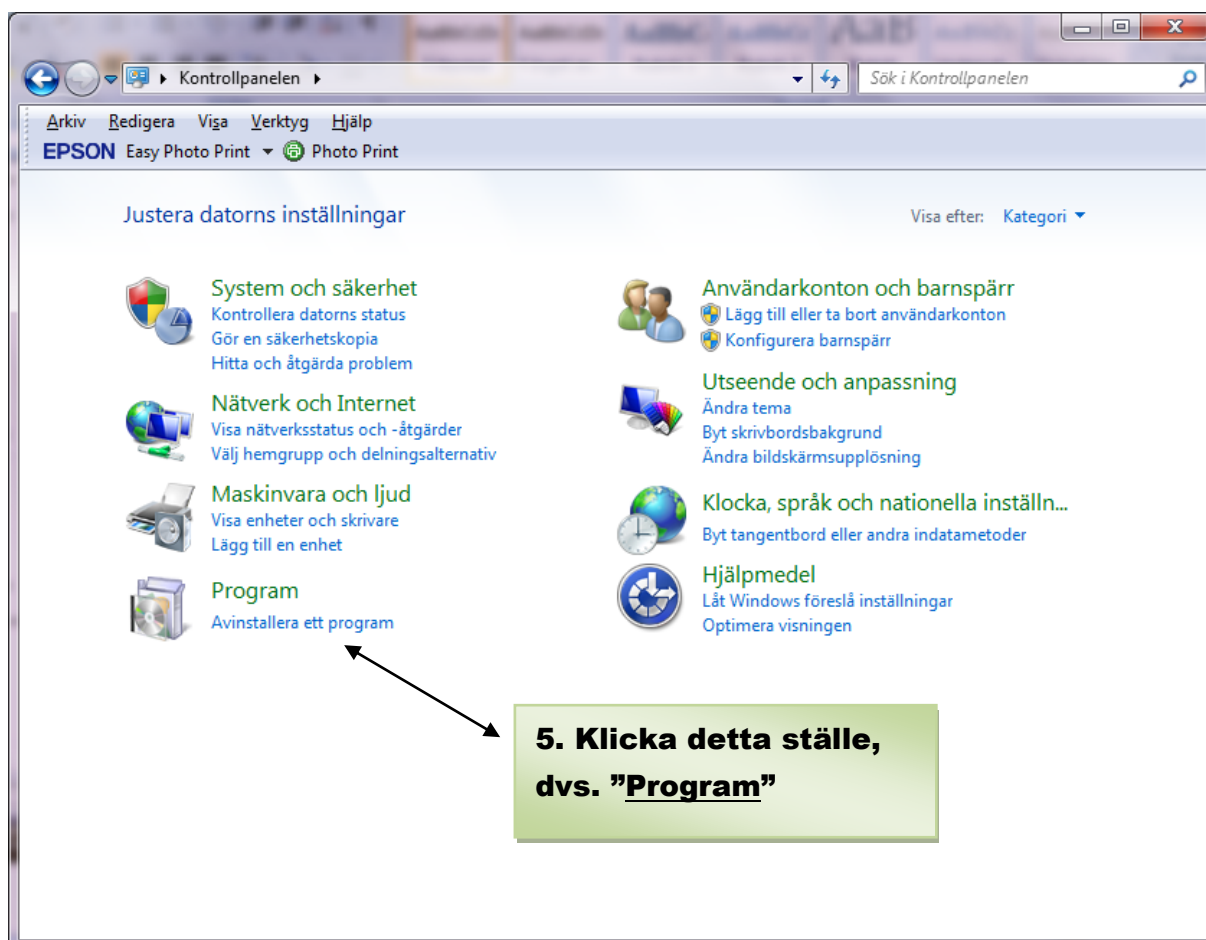 Kontrollpanelen
Sök i Kontrollpanelen
Arkiv Redigera Visa Verktyg Hjälp
EPSON Easy Photo Print Photo Print
Justera datorns inställningar
Visa efter: Kategori
System och säkerhet
Kontrollera datorns status
Gör en säkerhetskopia
Hitta och åtgärda problem
Nätverk och Internet
Visa nätverksstatus och -åtgärder
Välj hemgrupp och delningsalternativ
Maskinvara och ljud
Visa enheter och skrivare
Lägg till en enhet
Program
Avinstallera ett program
Användarkonton och barnspärr
Lägg till eller ta bort användarkonton
Konfigurera barnspärr
Utseende och anpassning
Ändra tema
Byt skrivbordsbakgrund
Ändra bildskärmsupplösning
Klocka, språk och nationella inställn...
Byt tangentbord eller andra indatametoder
Hjälpmedel
Låt Windows föreslå inställningar
Optimera visningen
5. Klicka detta ställe,
dvs. ”Program”